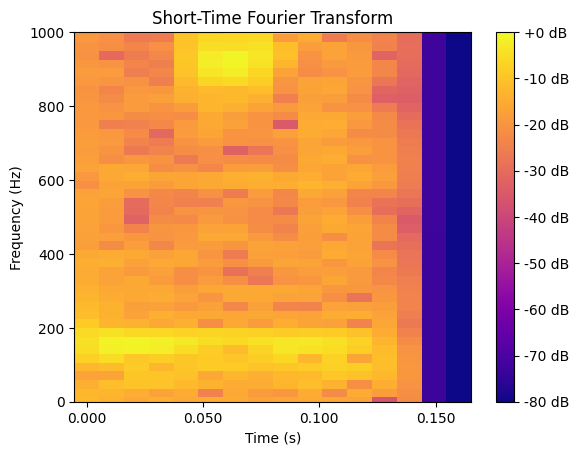 Short-Time Fourier Transform
1000
800
600
400
200
0
Frequency (Hz)
0.000
0.050
0.100
0.150
Time (s)
+0 dB
-10 dB
-20 dB
-30 dB
-40 dB
-50 dB
-60 dB
-70 dB
-80 dB